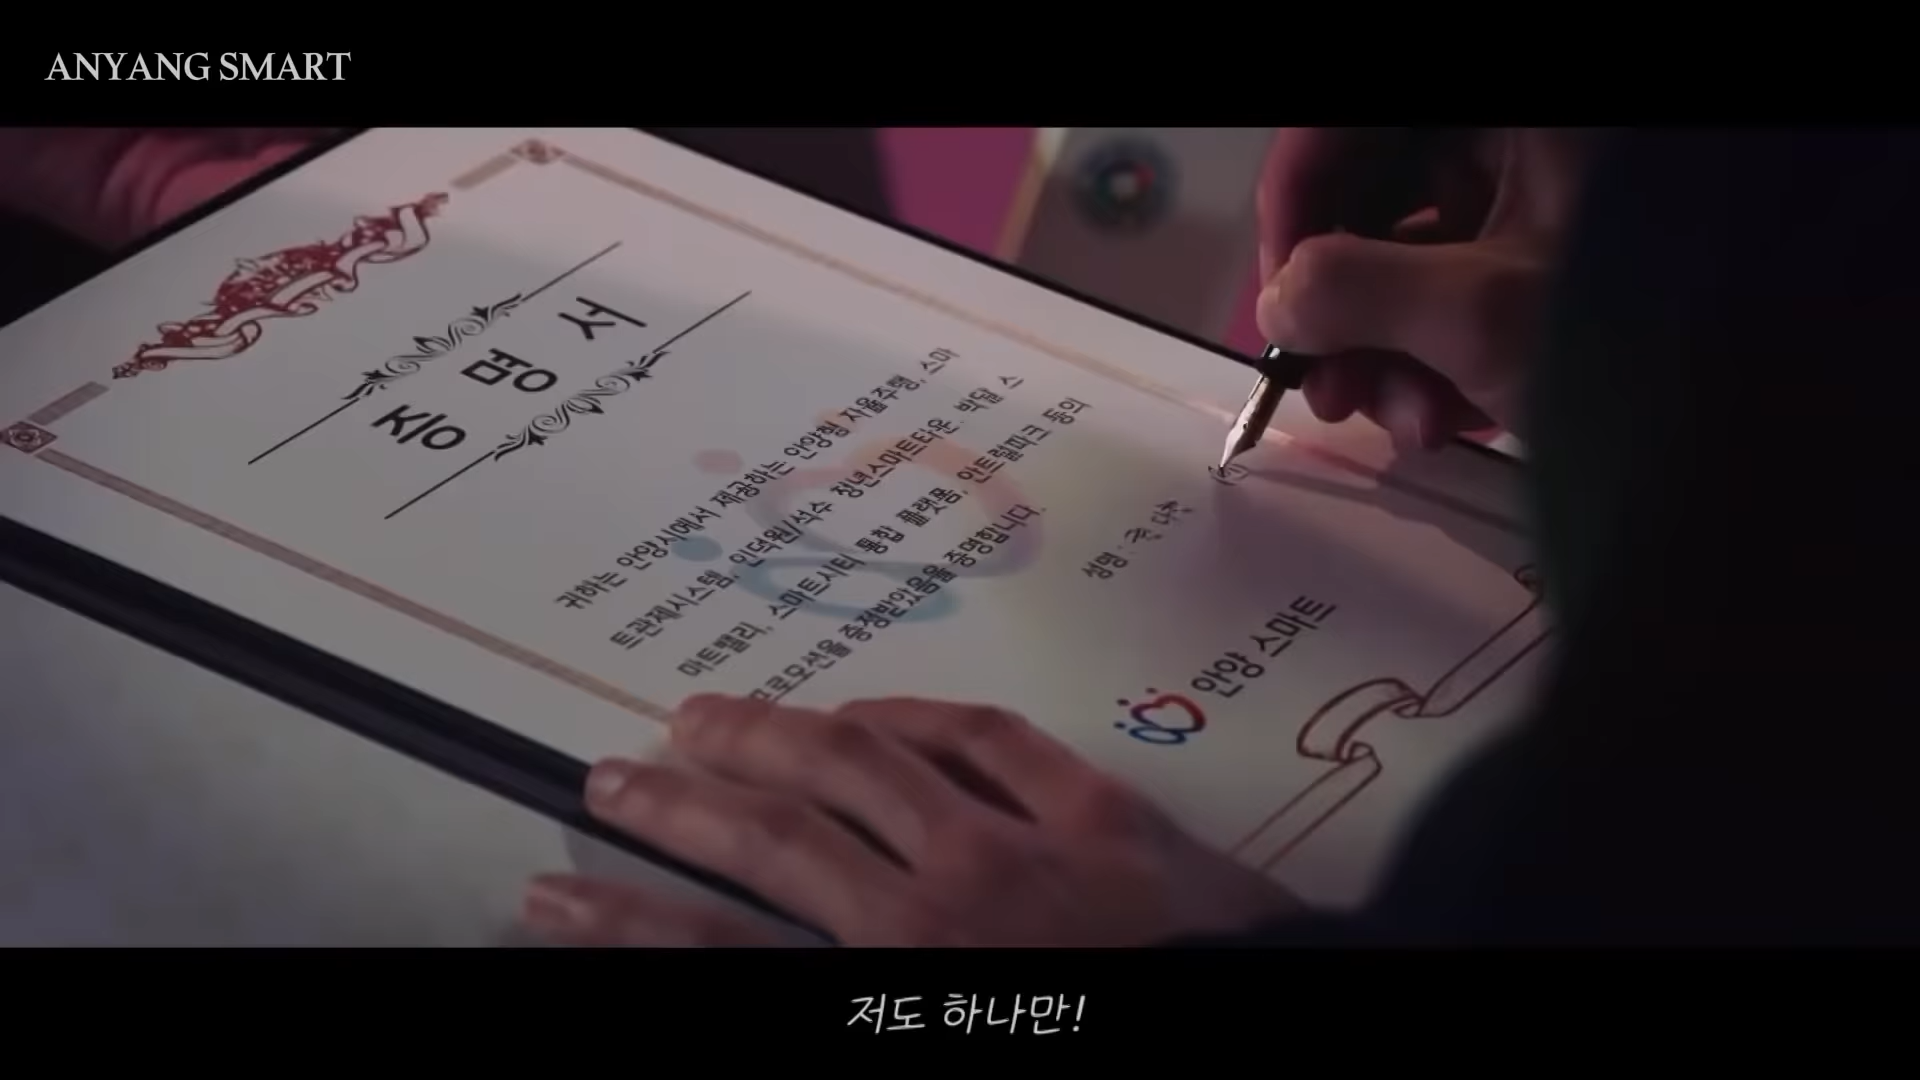 ANYANG SMART
증명서
귀하는 안양시에서 제공하는 안양형 자율주행, 스마
트관제시스템, 인덕원/석수 청년스마트타운, 박달 스
마트밸리, 스마트시티 통합 플랫폼, 안트럴파크 등의
프로모션을 증정받았음을 증명합니다.
성명 :
안양 스마트
저도 하나만!